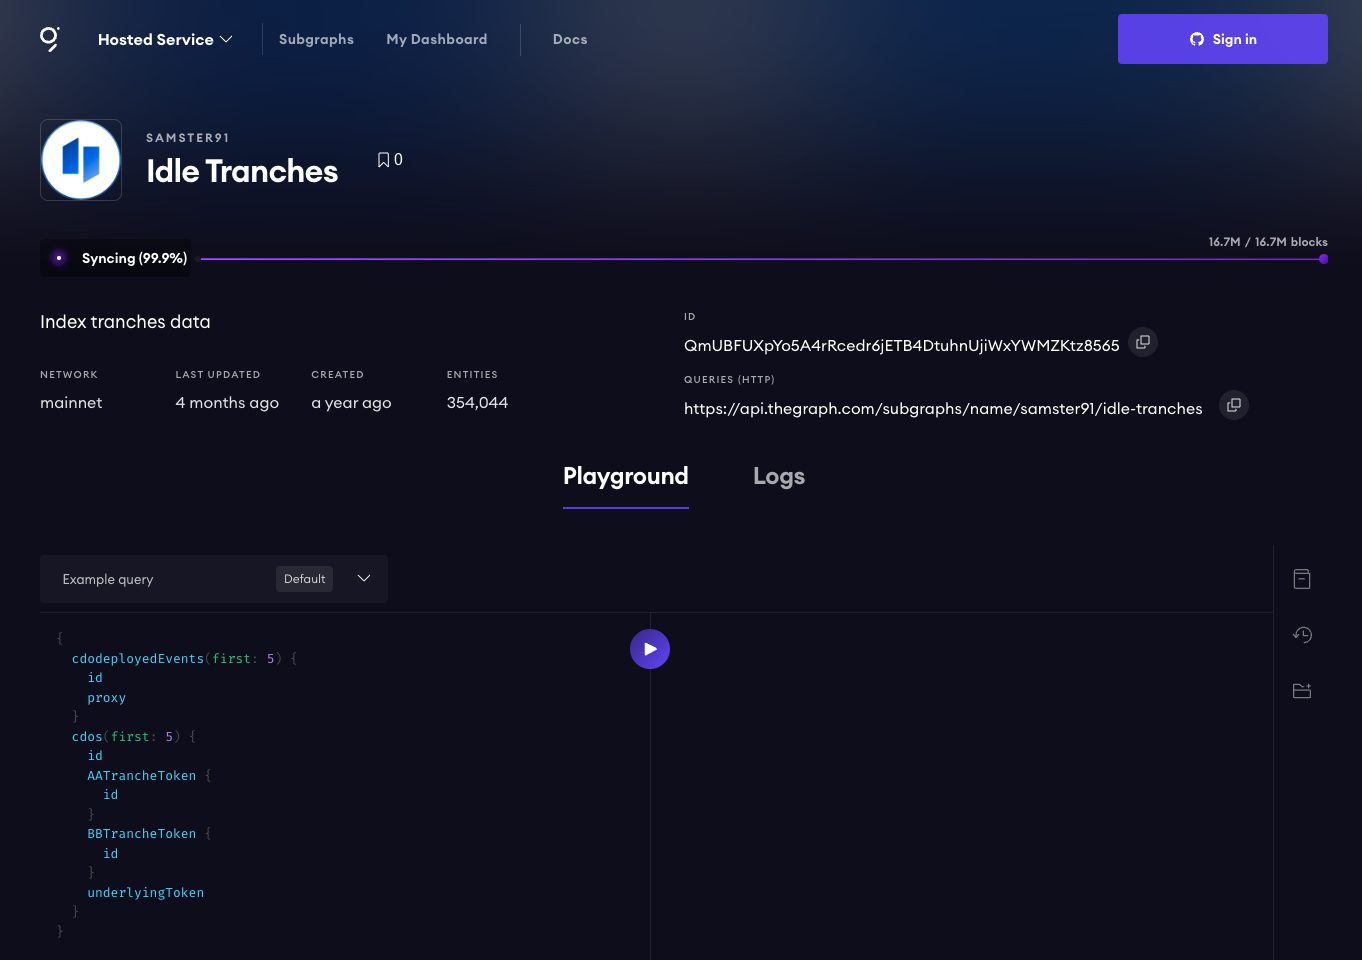 Hosted Service
Subgraphs
My Dashboard
Docs
Sign in
SAMSTER91
Idle Tranches
0
16.7M / 16.7M blocks
Syncing (99.9%)
Index tranches data
ID
QmUBFUXpYo5A4rRcedr6jETB4DtuhnUjiWxYWMZKtz8565
NETWORK
LAST UPDATED
CREATED
ENTITIES
mainnet
4 months ago
a year ago
354,044
QUERIES (HTTP)
https://api.thegraph.com/subgraphs/name/samster91/idle-tranches
Playground
Logs
Example query
Default
{
cdodeployedEvents(first: 5) {
id
proxy
}
cdos(first: 5) {
id
AATrancheToken {
id
}
BBTrancheToken {
id
}
underlyingToken
}
}